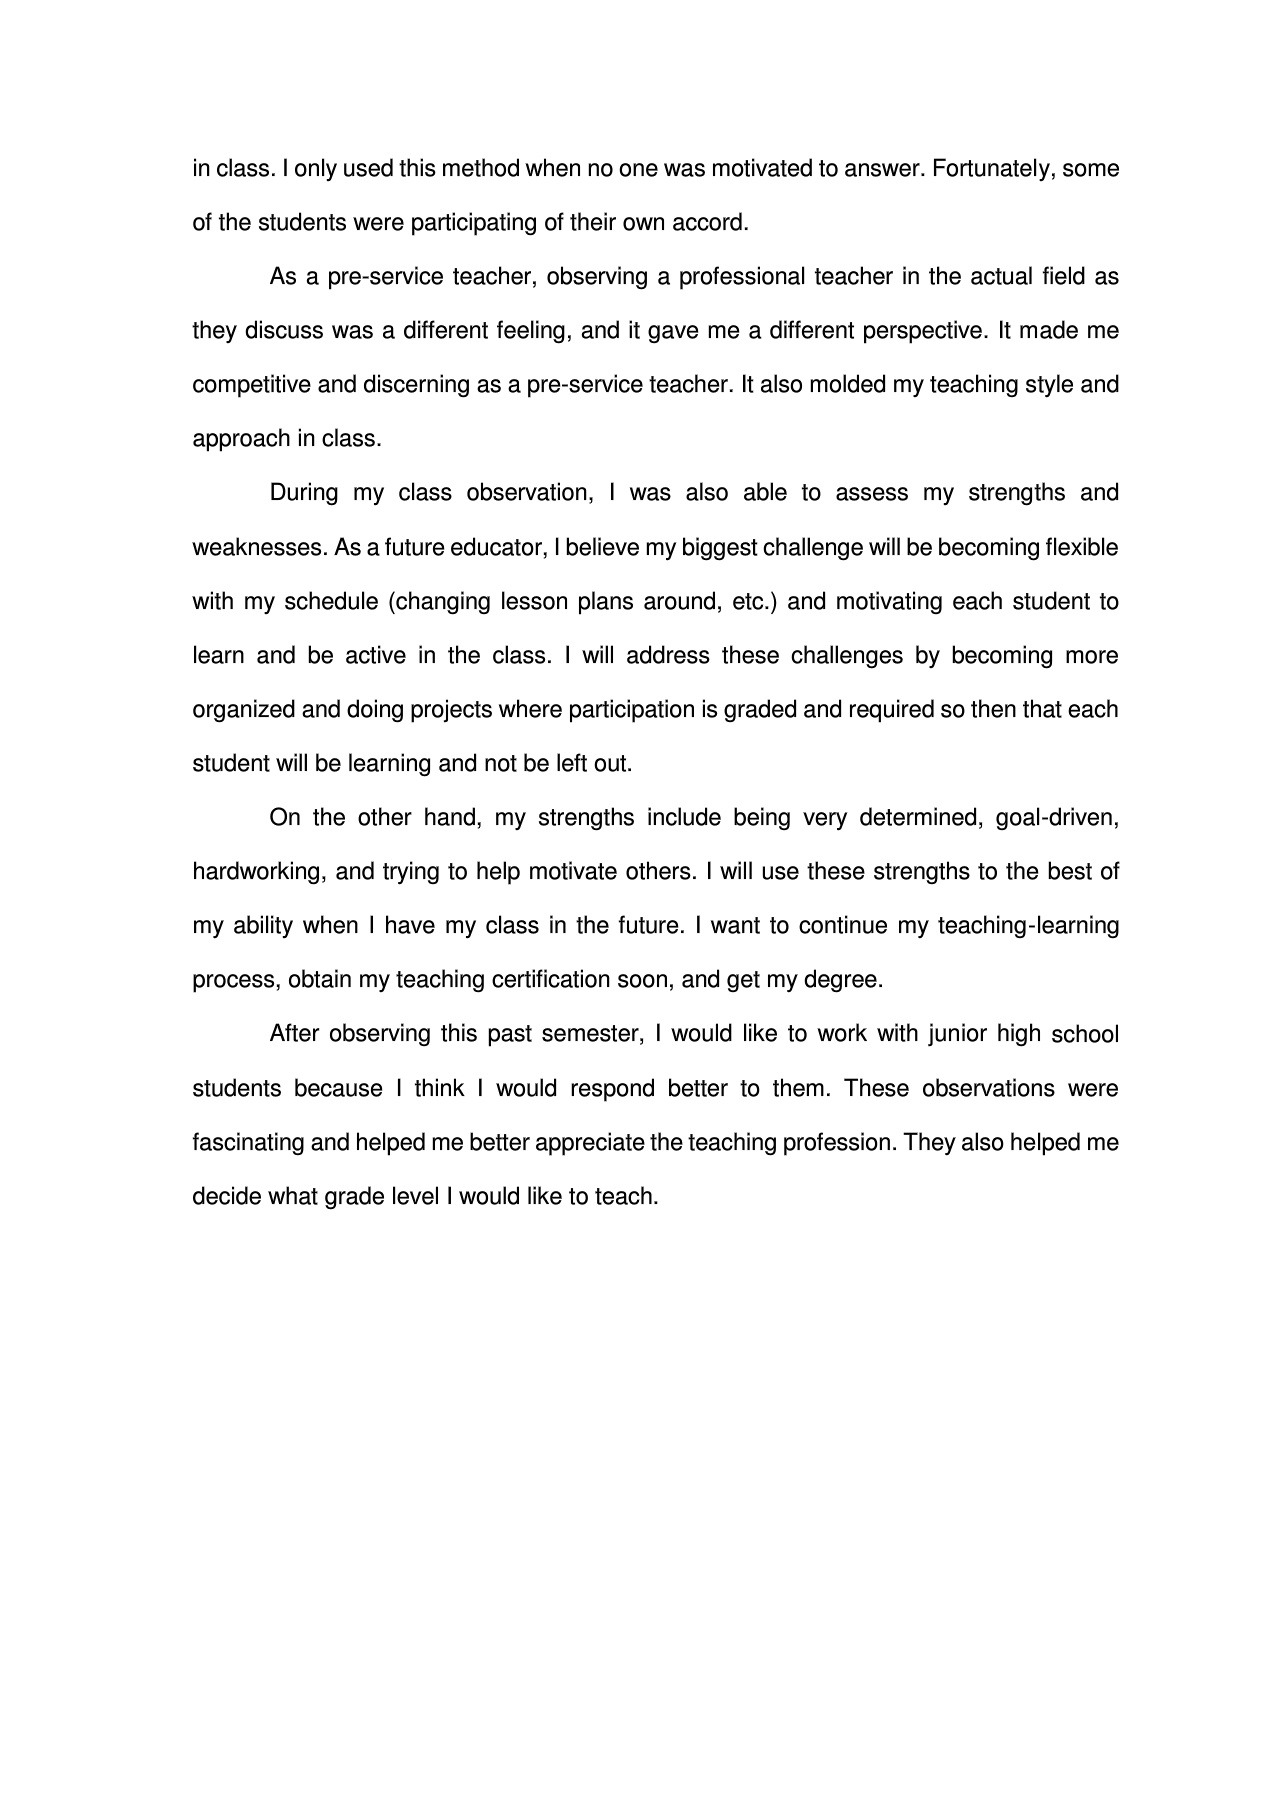 in class. I only used this method when no one was motivated to answer. Fortunately, some
of the students were participating of their own accord.
As a pre-service teacher, observing a professional teacher in the actual field as
they discuss was a different feeling, and it gave me a different perspective. It made me
competitive and discerning as a pre-service teacher. It also molded my teaching style and
approach in class.
During my class observation, I was also able to assess my strengths and
weaknesses. As a future educator, I believe my biggest challenge will be becoming flexible
with my schedule (changing lesson plans around, etc.) and motivating each student to
learn and be active in the class. I will address these challenges by becoming more
organized and doing projects where participation is graded and required so then that each
student will be learning and not be left out.
On the other hand, my strengths include being very determined, goal-driven,
hardworking, and trying to help motivate others. I will use these strengths to the best of
my ability when I have my class in the future. I want to continue my teaching-learning
process, obtain my teaching certification soon, and get my degree.
After observing this past semester, I would like to work with junior high school
students because I think I would respond better to them. These observations were
fascinating and helped me better appreciate the teaching profession. They also helped me
decide what grade level I would like to teach.